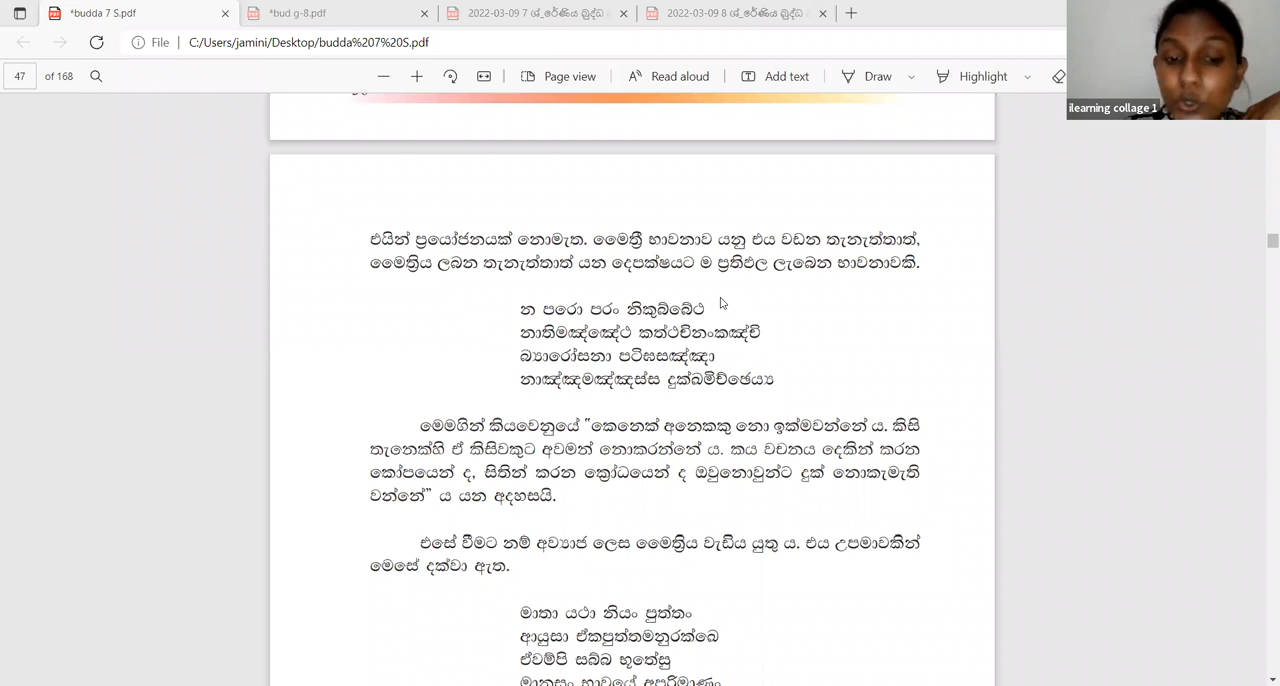 *budda 7 S.pdf
*bud g-8.pdf
2022-03-09 7 ශ්‍රේණිය බුද්ධ
2022-03-09 8 ශ්‍රේණිය බුද්ධ
File
C:/Users/jamini/Desktop/budda%207%20S.pdf
47 of 168
Page view
Read aloud
Add text
Draw
Highlight
ilearning collage 1
එයින් ප්‍රයෝජනයක් නොමැත. මෛත්‍රී භාවනාව යනු එය වඩන තැනැත්තාත්,
මෛත්‍රිය ලබන තැනැත්තාත් යන දෙපක්ෂයට ම ප්‍රතිඵල ලැබෙන භාවනාවකි.
න පරො පරං නිකුබ්බේථ
නාතිමඤ්ඤේථ කත්ථචිනංකඤ්චි
බ්‍යාරෝසනා පටිඝසඤ්ඤා
නාඤ්ඤමඤ්ඤස්ස දුක්ඛමිච්ඡෙය්‍ය
මෙමගින් කියවෙනුයේ "කෙනෙක් අනෙකකු නො ඉක්මවන්නේ ය. කිසි
තැනෙක්හි ඒ කිසිවකුට අවමන් නොකරන්නේ ය. කය වචනය දෙකින් කරන
කෝපයෙන් ද, සිතින් කරන ක්‍රෝධයෙන් ද ඔවුනොවුන්ට දුක් නොකැමැති
වන්නේ" ය යන අදහසයි.
එසේ වීමට නම් අව්‍යාජ ලෙස මෛත්‍රිය වැඩිය යුතු ය. එය උපමාවකින්
මෙසේ දක්වා ඇත.
මාතා යථා නියං පුත්තං
ආයුසා ඒකපුත්තමනුරක්ඛෙ
ඒවම්පි සබ්බ භූතේසු
මානසං භාවයේ අපරිමාණං